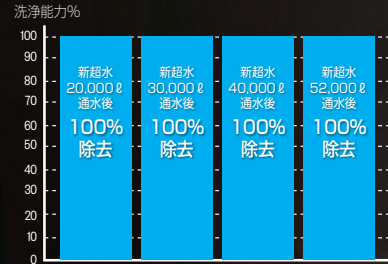 洗浄能力%
100
90
80
70
60
50
40
30
20
10
0
新超水
20,000ℓ
通水後
100%
除去
新超水
30,000ℓ
通水後
100%
除去
新超水
40,000ℓ
通水後
100%
除去
新超水
52,000ℓ
通水後
100%
除去